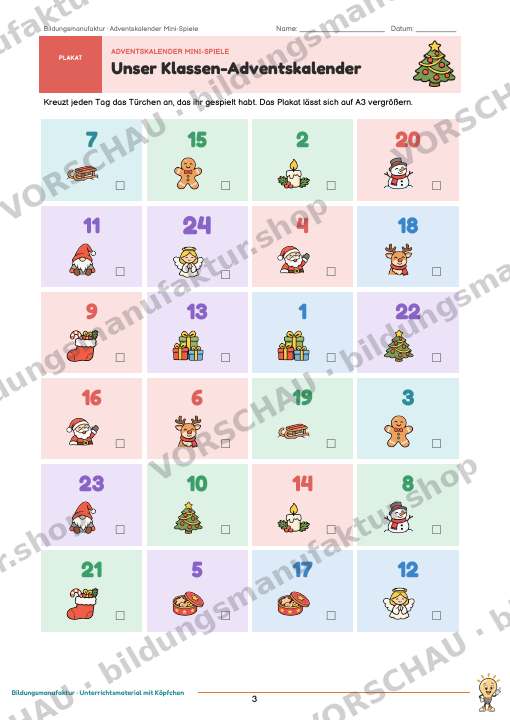 Bildungsmanufaktur · Adventskalender Mini-Spiele Name: Datum:
PLAKAT
ADVENTSKALENDER MINI-SPIELE
Unser Klassen-Adventskalender
Kreuzt jeden Tag das Türchen an, das ihr gespielt habt. Das Plakat lässt sich auf A3 vergrößern.
7 15 2 20
11 24 4 18
9 13 1 22
16 6 19 3
23 10 14 8
21 5 17 12
Bildungsmanufaktur · Unterrichtsmaterial mit Köpfchen
3
VORSCHAU · bildungsmanufaktur.shop